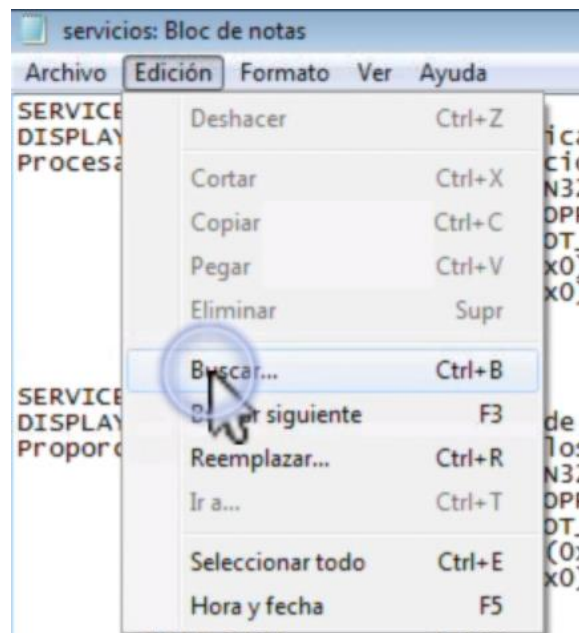 servicios: Bloc de notas
Archivo Edición Formato Ver Ayuda
SERVICE
DISPLAY
Procesa
Deshacer Ctrl+Z
Cortar Ctrl+X
Copiar Ctrl+C
Pegar Ctrl+V
Eliminar Supr
Buscar... Ctrl+B
siguiente F3
Reemplazar... Ctrl+R
Ir a... Ctrl+T
Seleccionar todo Ctrl+E
Hora y fecha F5
SERVICE
DISPLAY
Proporc
de